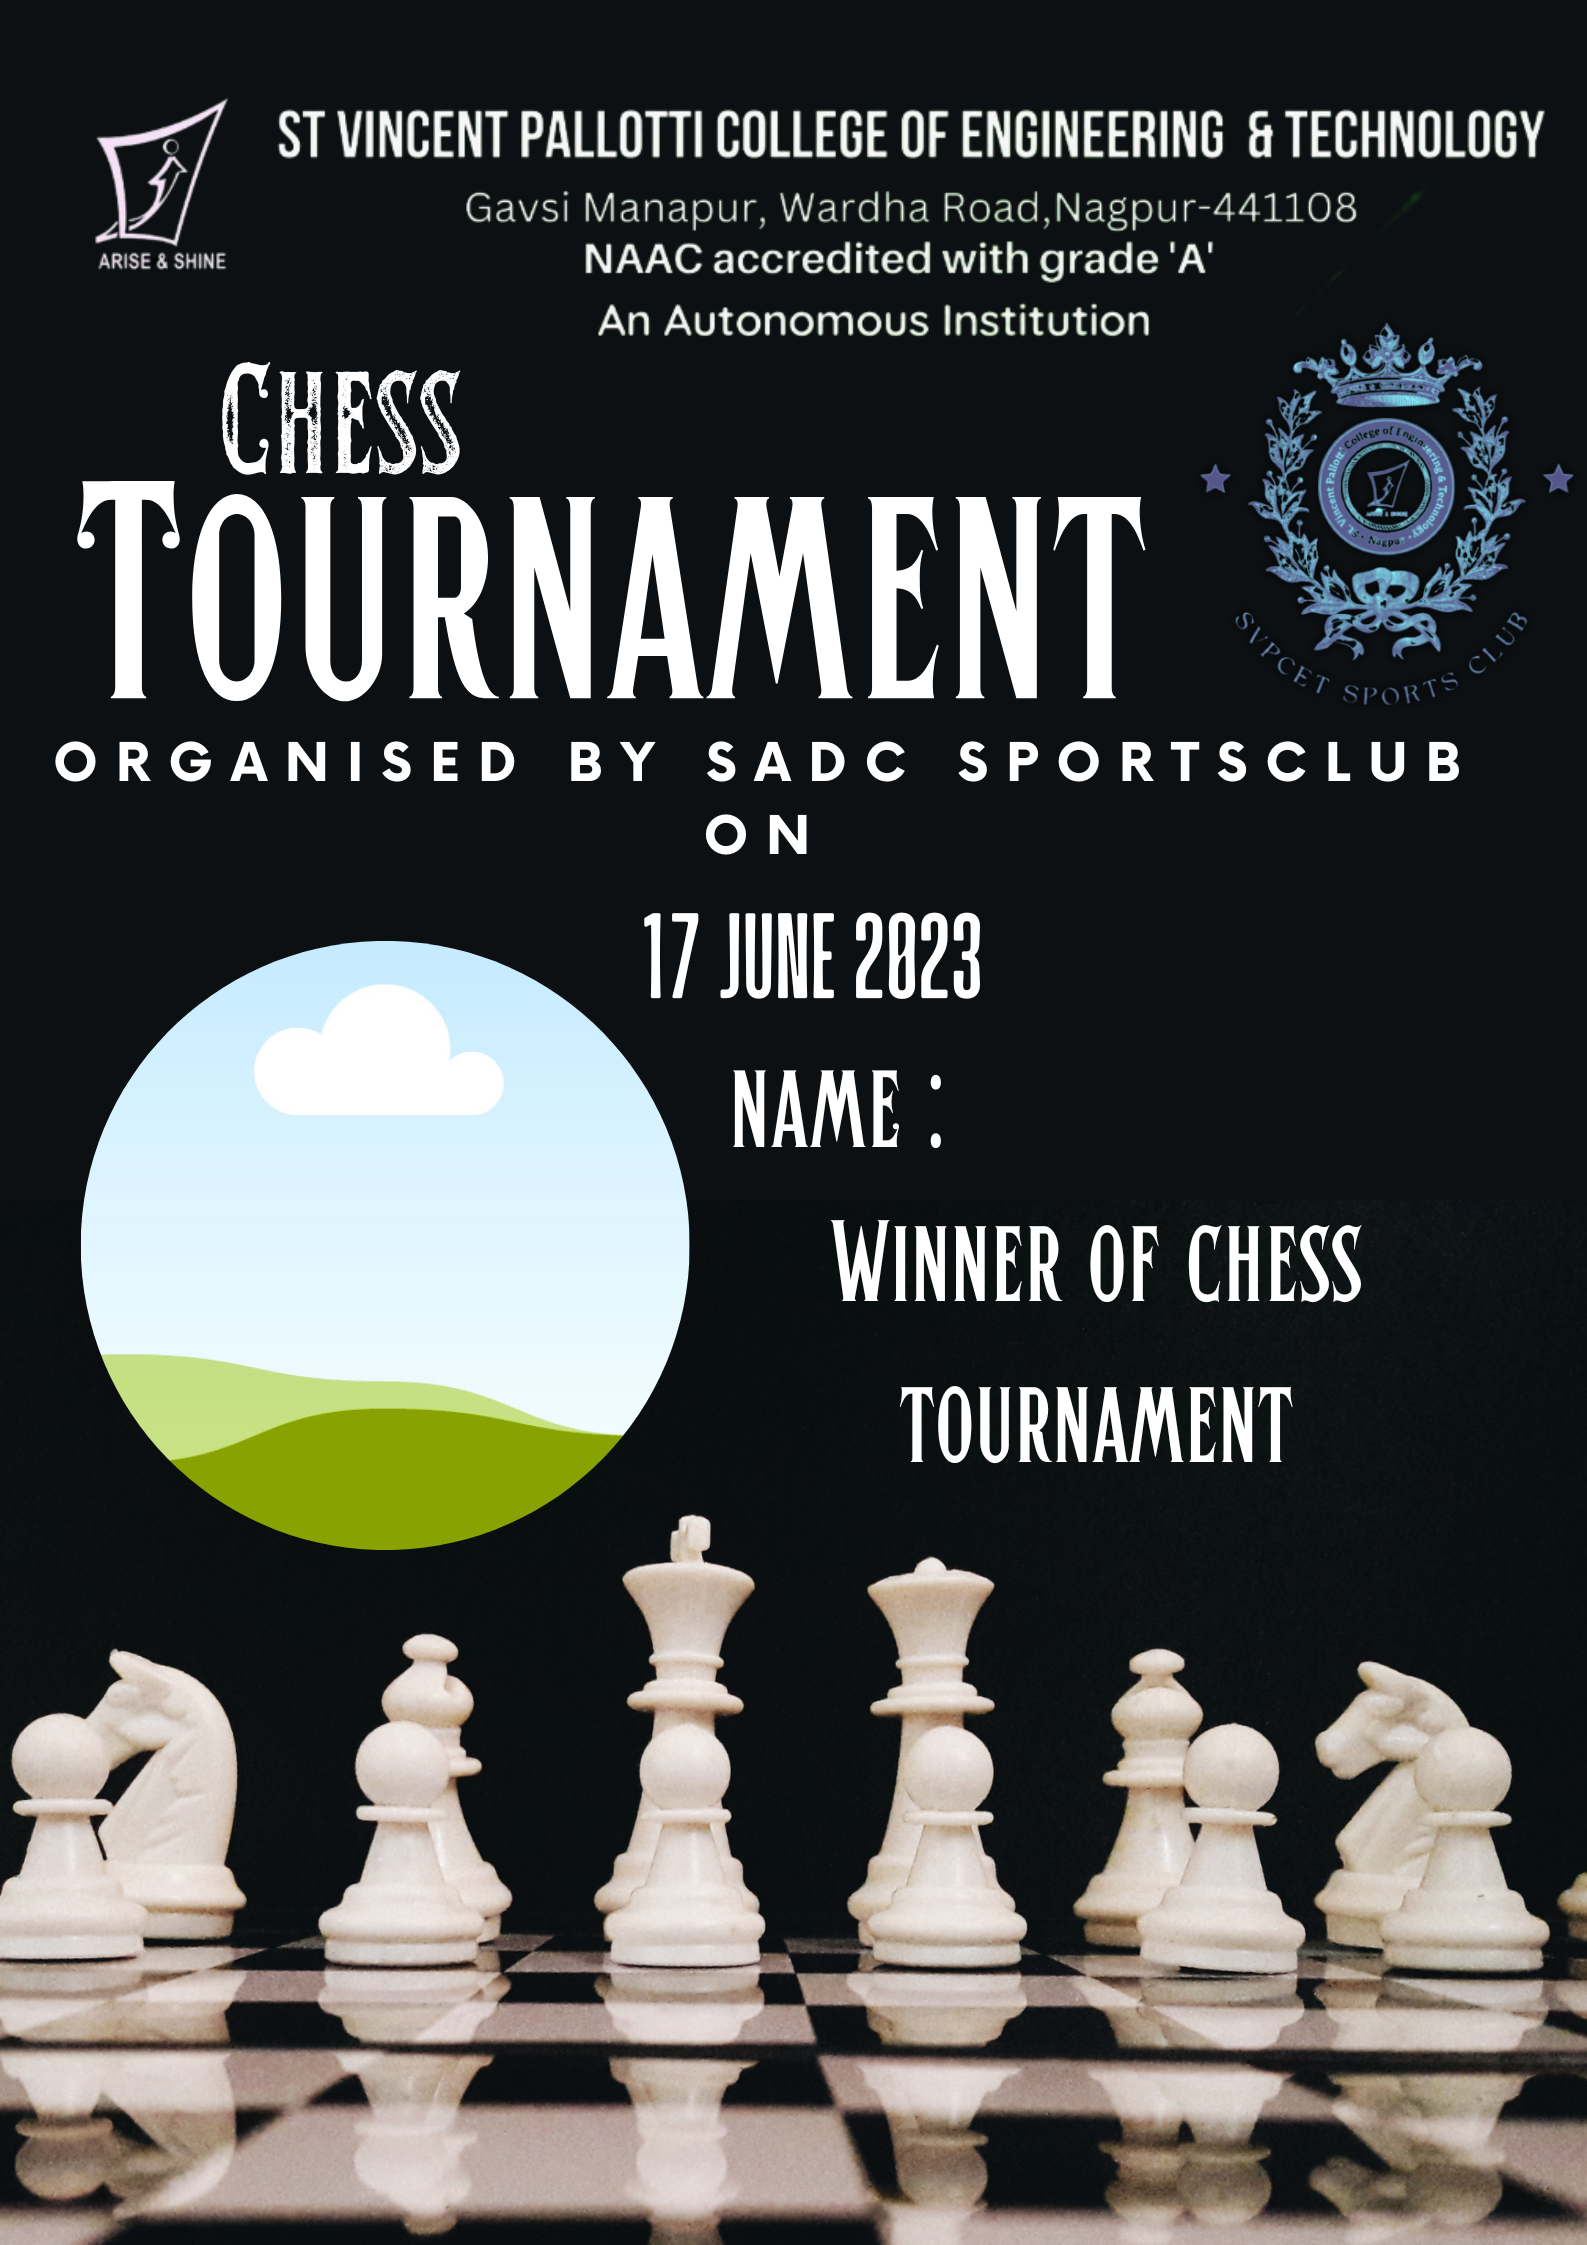 ST VINCENT PALLOTTI COLLEGE OF ENGINEERING & TECHNOLOGY
Gavsi Manapur, Wardha Road,Nagpur-441108
NAAC accredited with grade 'A'
An Autonomous Institution
ARISE & SHINE
CHESS
TOURNAMENT
St. Vincent Pallotti College of Engineering & Technology
Nagpur
SVPCET SPORTS CLUB
ORGANISED BY SADC SPORTSCLUB
ON
17 JUNE 2023
NAME :
WINNER OF CHESS
TOURNAMENT